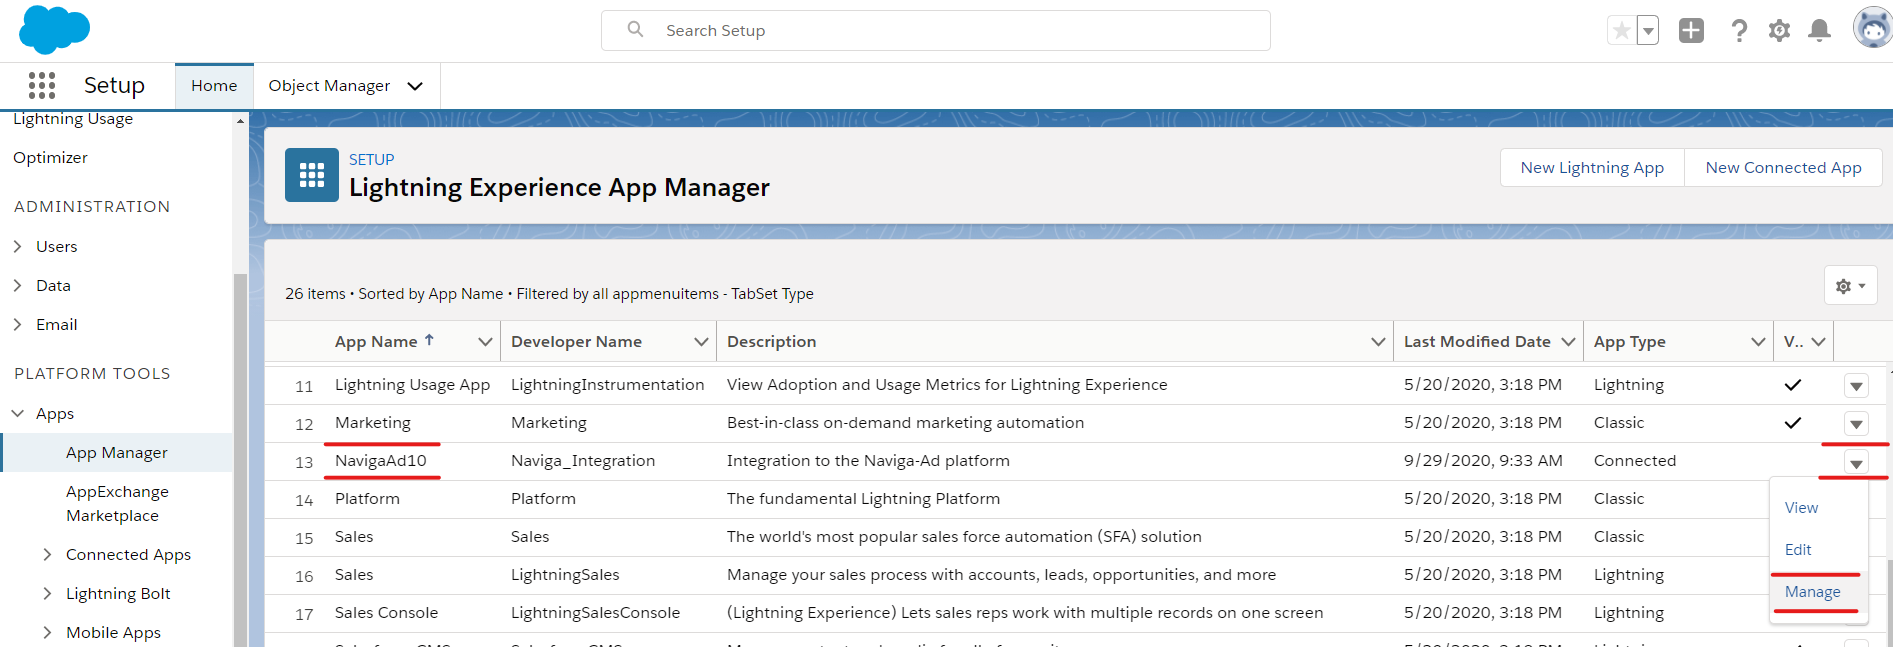 Search Setup
Setup
Home
Object Manager
Lightning Usage
Optimizer
ADMINISTRATION
Users
Data
Email
PLATFORM TOOLS
Apps
App Manager
AppExchange
Marketplace
Connected Apps
Lightning Bolt
Mobile Apps
SETUP
Lightning Experience App Manager
New Lightning App
New Connected App
26 items • Sorted by App Name • Filtered by all appmenuitems - TabSet Type
App Name ↑ Developer Name Description Last Modified Date App Type V..
11 Lightning Usage App LightningInstrumentation View Adoption and Usage Metrics for Lightning Experience 5/20/2020, 3:18 PM Lightning
12 Marketing Marketing Best-in-class on-demand marketing automation 5/20/2020, 3:18 PM Classic
13 NavigaAd10 Naviga_Integration Integration to the Naviga-Ad platform 9/29/2020, 9:33 AM Connected
14 Platform Platform The fundamental Lightning Platform 5/20/2020, 3:18 PM Classic
15 Sales Sales The world's most popular sales force automation (SFA) solution 5/20/2020, 3:18 PM Classic
16 Sales LightningSales Manage your sales process with accounts, leads, opportunities, and more 5/20/2020, 3:18 PM Lightning
17 Sales Console LightningSalesConsole (Lightning Experience) Lets sales reps work with multiple records on one screen 5/20/2020, 3:18 PM Lightning
View
Edit
Manage